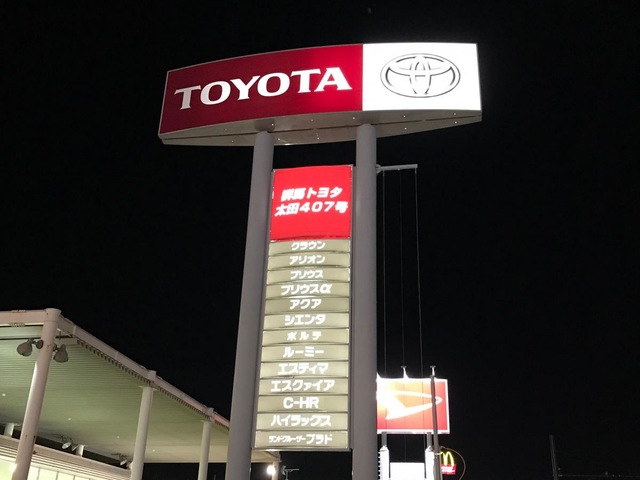 TOYOTA
群馬トヨタ
太田407号
クラウン
アリオン
プリウス
プリウスα
アクア
シエンタ
ポルテ
ルーミー
エスティマ
エスクァイア
C-HR
ハイラックス
ランドクルーザープラド